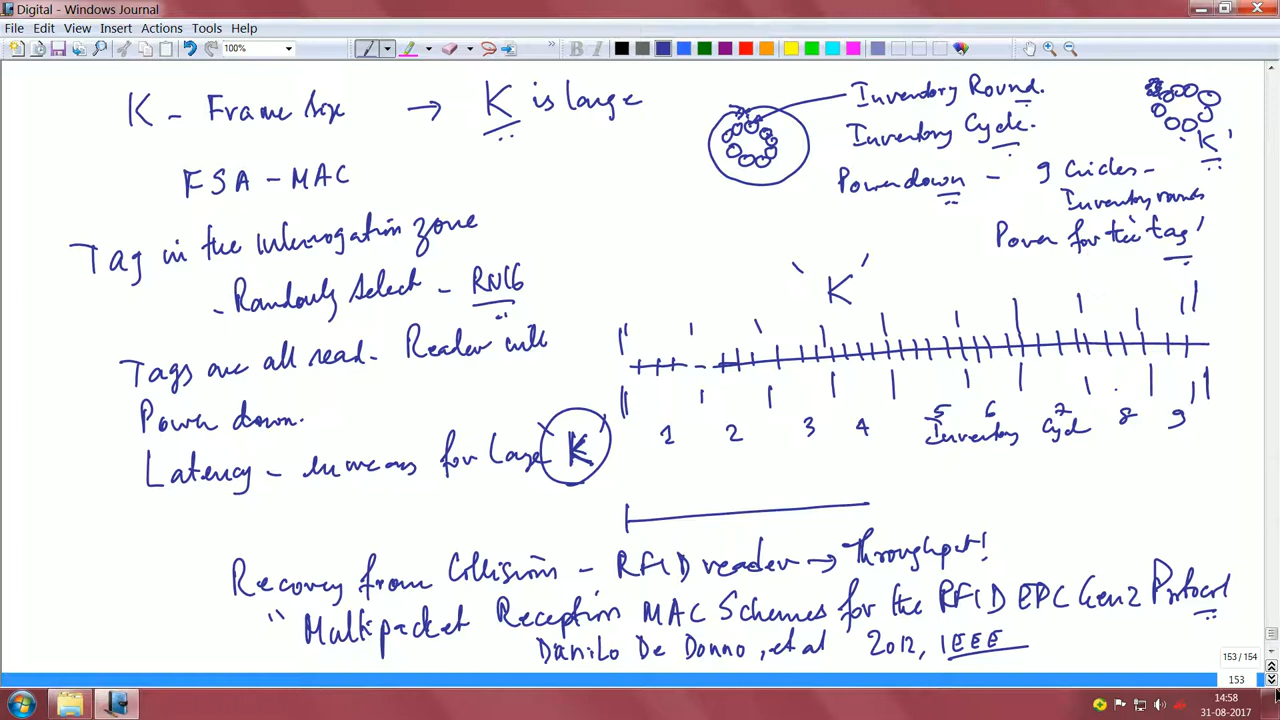 Digital - Windows Journal
File Edit View Insert Actions Tools Help
100%
K - Frame size → K is large
FSA - MAC
Tag in the interrogation zone
- Randomly select - RN16
Tags are all read. Reader will
Power down.
Latency - increases for large K
Inventory Round.
Inventory Cycle.
Powerdown - 9 Circles -
Inventory rounds
Power for the tag'
K
'K'
1 2 3 4 5 6 7 8 9
Inventory Cycle
Recovery from Collision - RFID reader → Throughput!
"Multipacket Reception MAC Schemes for the RFID EPC Gen2 Protocol
Danilo De Donno, et al 2012, IEEE
153 / 154
153
14:58
31-08-2017